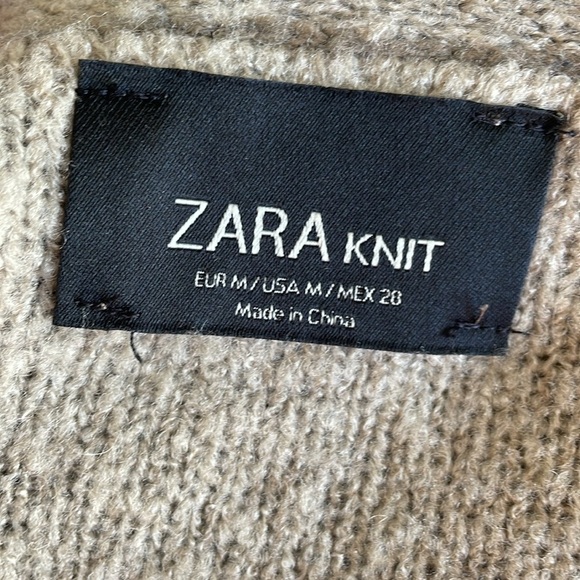 ZARA KNIT
EUR M / USA M / MEX 28
Made in China